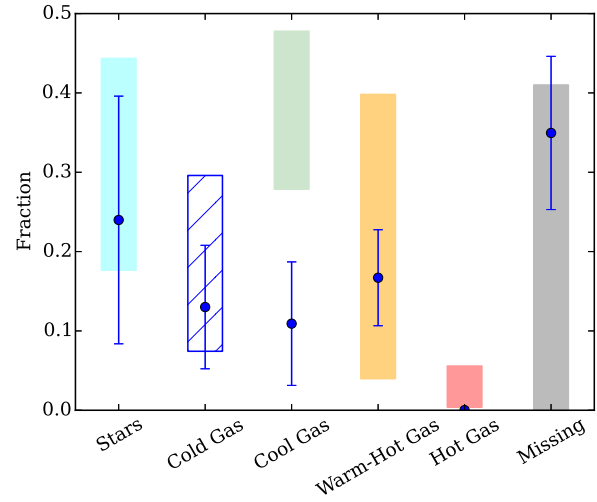 0.5
0.4
0.3
0.2
0.1
0.0
Fraction
Stars
Cold Gas
Cool Gas
Warm-Hot Gas
Hot Gas
Missing